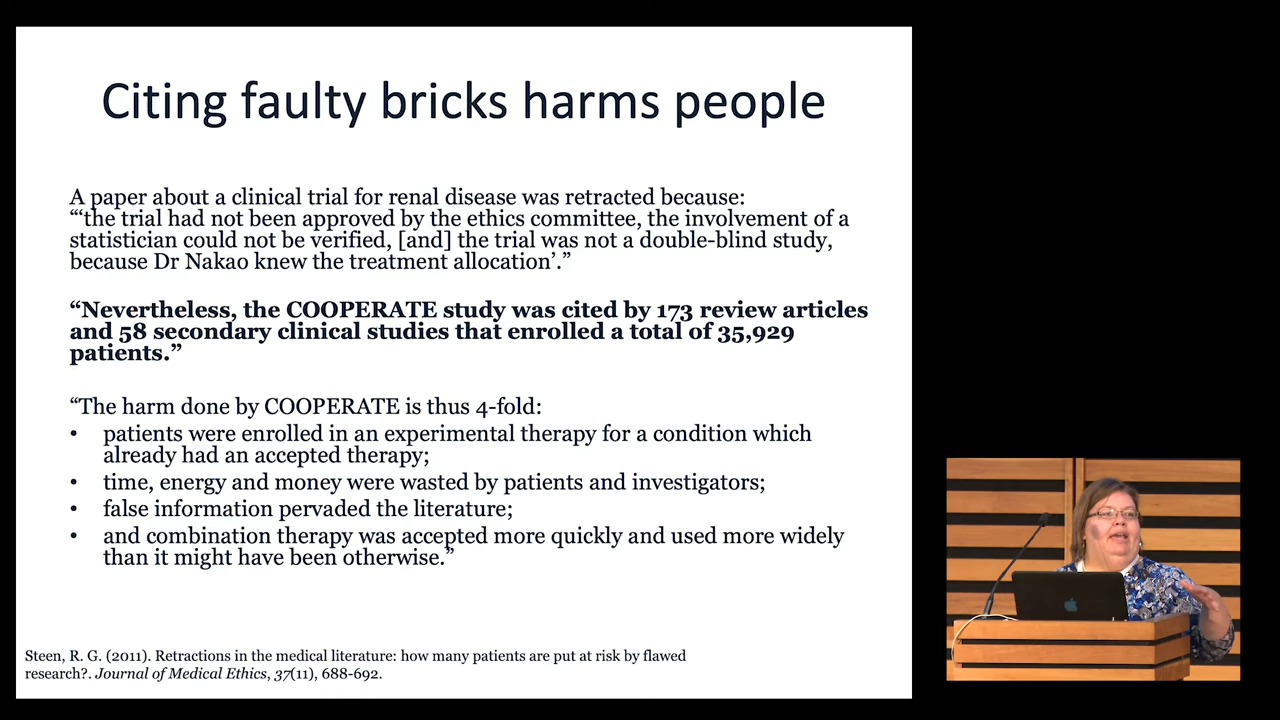 Citing faulty bricks harms people
A paper about a clinical trial for renal disease was retracted because:
“‘the trial had not been approved by the ethics committee, the involvement of a
statistician could not be verified, [and] the trial was not a double-blind study,
because Dr Nakao knew the treatment allocation’.”
“Nevertheless, the COOPERATE study was cited by 173 review articles
and 58 secondary clinical studies that enrolled a total of 35,929
patients.”
“The harm done by COOPERATE is thus 4-fold:
• patients were enrolled in an experimental therapy for a condition which
already had an accepted therapy;
• time, energy and money were wasted by patients and investigators;
• false information pervaded the literature;
• and combination therapy was accepted more quickly and used more widely
than it might have been otherwise.”
Steen, R. G. (2011). Retractions in the medical literature: how many patients are put at risk by flawed
research?. Journal of Medical Ethics, 37(11), 688-692.